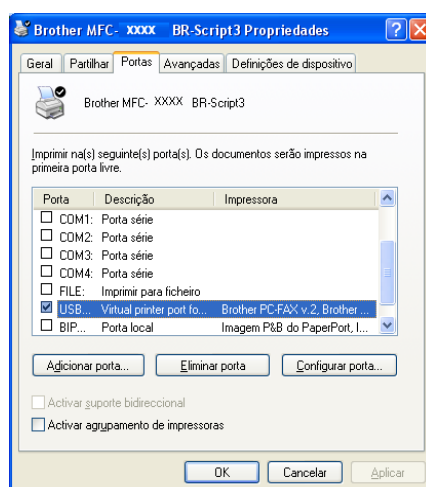 Brother MFC- XXXX BR-Script3 Propriedades
Geral Partilhar Portas Avançadas Definições de dispositivo
Brother MFC- XXXX BR-Script3
Imprimir na(s) seguinte(s) porta(s). Os documentos serão impressos na
primeira porta livre.
Porta Descrição Impressora
COM1: Porta série
COM2: Porta série
COM3: Porta série
COM4: Porta série
FILE: Imprimir para ficheiro
USB... Virtual printer port fo... Brother PC-FAX v.2, Brother ...
BIP... Porta local Imagem P&B do PaperPort, I...
Adicionar porta... Eliminar porta Configurar porta...
Activar suporte bidireccional
Activar agrupamento de impressoras
OK Cancelar Aplicar